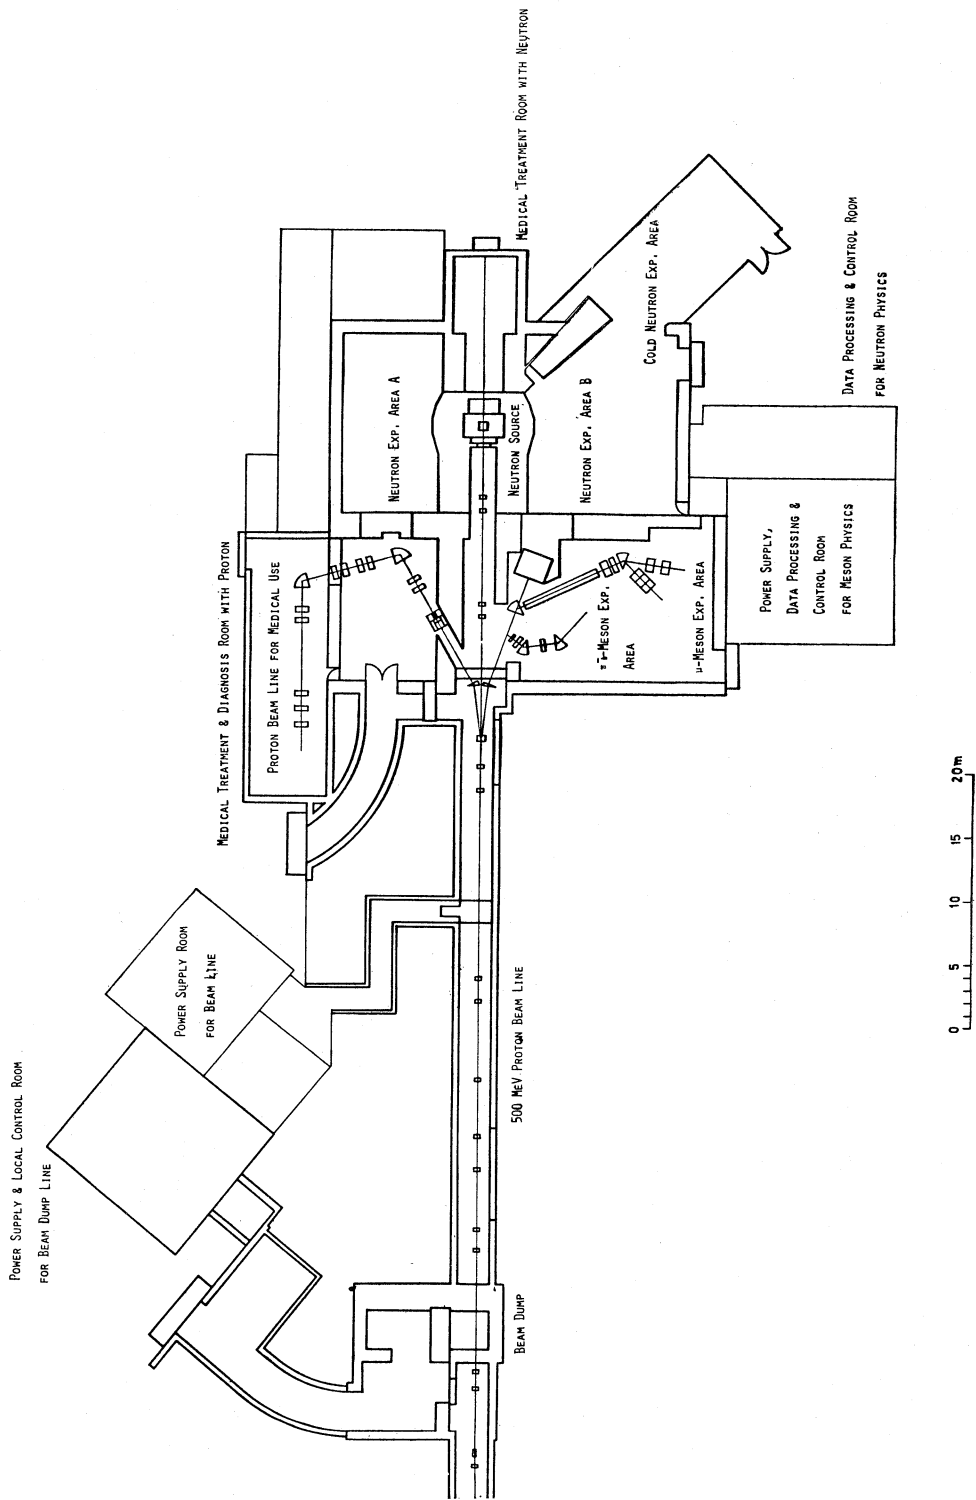 Power Supply & Local Control Room
for Beam Dump Line
Power Supply Room
for Beam Line
Medical Treatment & Diagnosis Room with Proton
Proton Beam Line for Medical Use
Neutron Exp. Area A
Beam Dump
500 MeV Proton Beam Line
Neutron Source
Medical Treatment Room with Neutron
Neutron Exp. Area B
-Meson Exp.
Area
Cold Neutron Exp. Area
μ-Meson Exp. Area
Power Supply,
Data Processing &
Control Room
for Meson Physics
Data Processing & Control Room
for Neutron Physics
0 5 10 15 20m